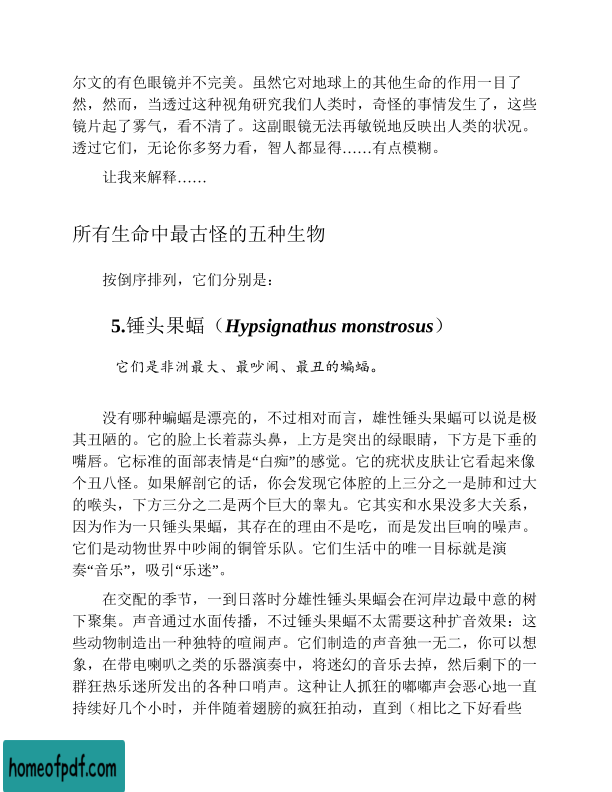 尔文的有色眼镜并不完美。虽然它对地球上的其他生命的作用一目了
然，然而，当透过这种视角研究我们人类时，奇怪的事情发生了，这些
镜片起了雾气，看不清了。这副眼镜无法再敏锐地反映出人类的状况。
透过它们，无论你多努力看，智人都显得……有点模糊。
让我来解释……
所有生命中最古怪的五种生物
按倒序排列，它们分别是：
5.锤头果蝠（Hypsignathus monstrosus）
它们是非洲最大、最吵闹、最丑的蝙蝠。
没有哪种蝙蝠是漂亮的，不过相对而言，雄性锤头果蝠可以说是极
其丑陋的。它的脸上长着蒜头鼻，上方是突出的绿眼睛，下方是下垂的
嘴唇。它标准的面部表情是“白痴”的感觉。它的疣状皮肤让它看起来像
个丑八怪。如果解剖它的话，你会发现它体腔的上三分之一是肺和过大
的喉头，下方三分之二是两个巨大的睾丸。它其实和水果没多大关系，
因为作为一只锤头果蝠，其存在的理由不是吃，而是发出巨响的噪声。
它们是动物世界中吵闹的铜管乐队。它们生活中的唯一目标就是演
奏“音乐”，吸引“乐迷”。
在交配的季节，一到日落时分雄性锤头果蝠会在河岸边最中意的树
下聚集。声音通过水面传播，不过锤头果蝠不太需要这种扩音效果：这
些动物制造出一种独特的喧闹声。它们制造的声音独一无二，你可以想
象，在带电喇叭之类的乐器演奏中，将迷幻的音乐去掉，然后剩下的一
群狂热乐迷所发出的各种口哨声。这种让人抓狂的嘟嘟声会恶心地一直
持续好几个小时，并伴随着翅膀的疯狂拍动，直到（相比之下好看些
homeofpdf.com